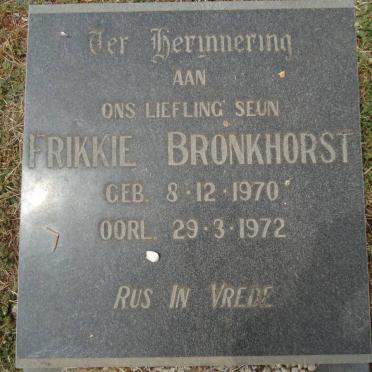 Ter Herinnering
AAN
ONS LIEFLING SEUN
FRIKKIE BRONKHORST
GEB. 8·12·1970
OORL. 29·3·1972
RUS IN VREDE